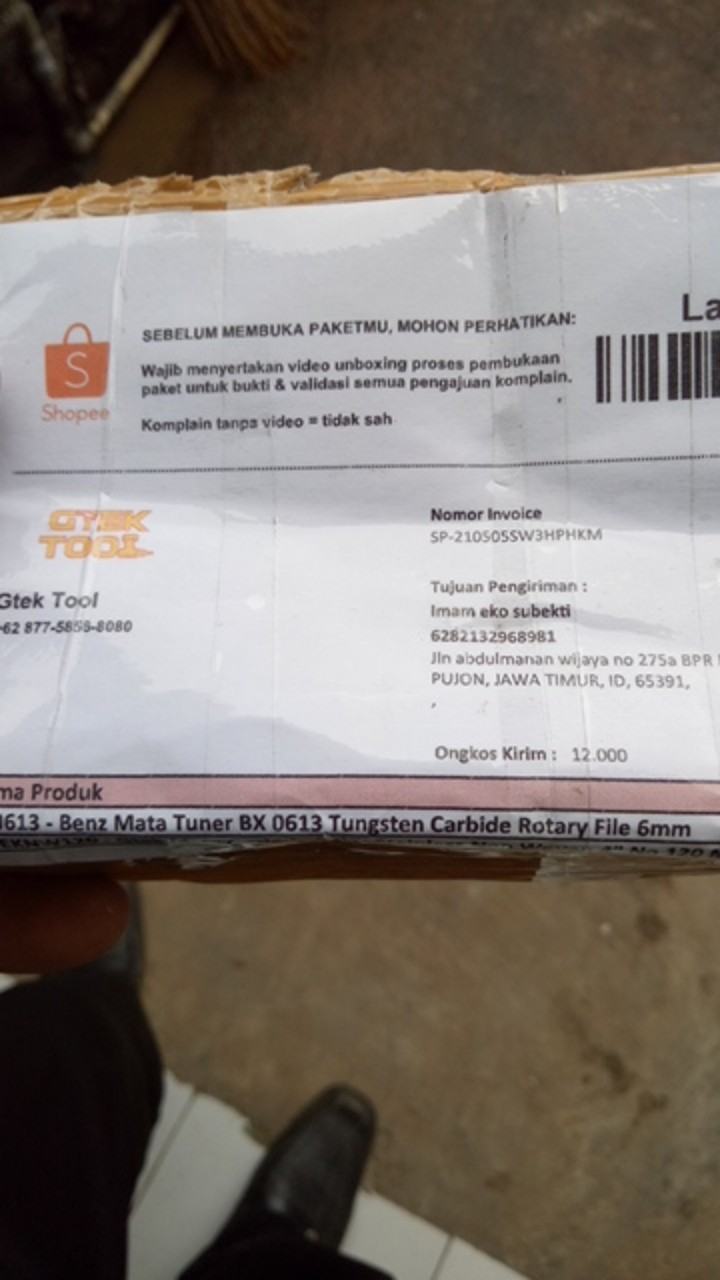 La
SEBELUM MEMBUKA PAKETMU, MOHON PERHATIKAN:
Wajib menyertakan video unboxing proses pembukaan
paket untuk bukti & validasi semua pengajuan komplain.
Komplain tanpa video = tidak sah
S
Shopee
GTEK
TOOL
Gtek Tool
-62 877-5856-8080
Nomor Invoice
SP-210505SW3HPHKM
Tujuan Pengiriman :
Imam eko subekti
6282132968981
Jln abdulmanan wijaya no 275a BPR
PUJON, JAWA TIMUR, ID, 65391,
,
Ongkos Kirim : 12.000
ma Produk
0613 - Benz Mata Tuner BX 0613 Tungsten Carbide Rotary File 6mm